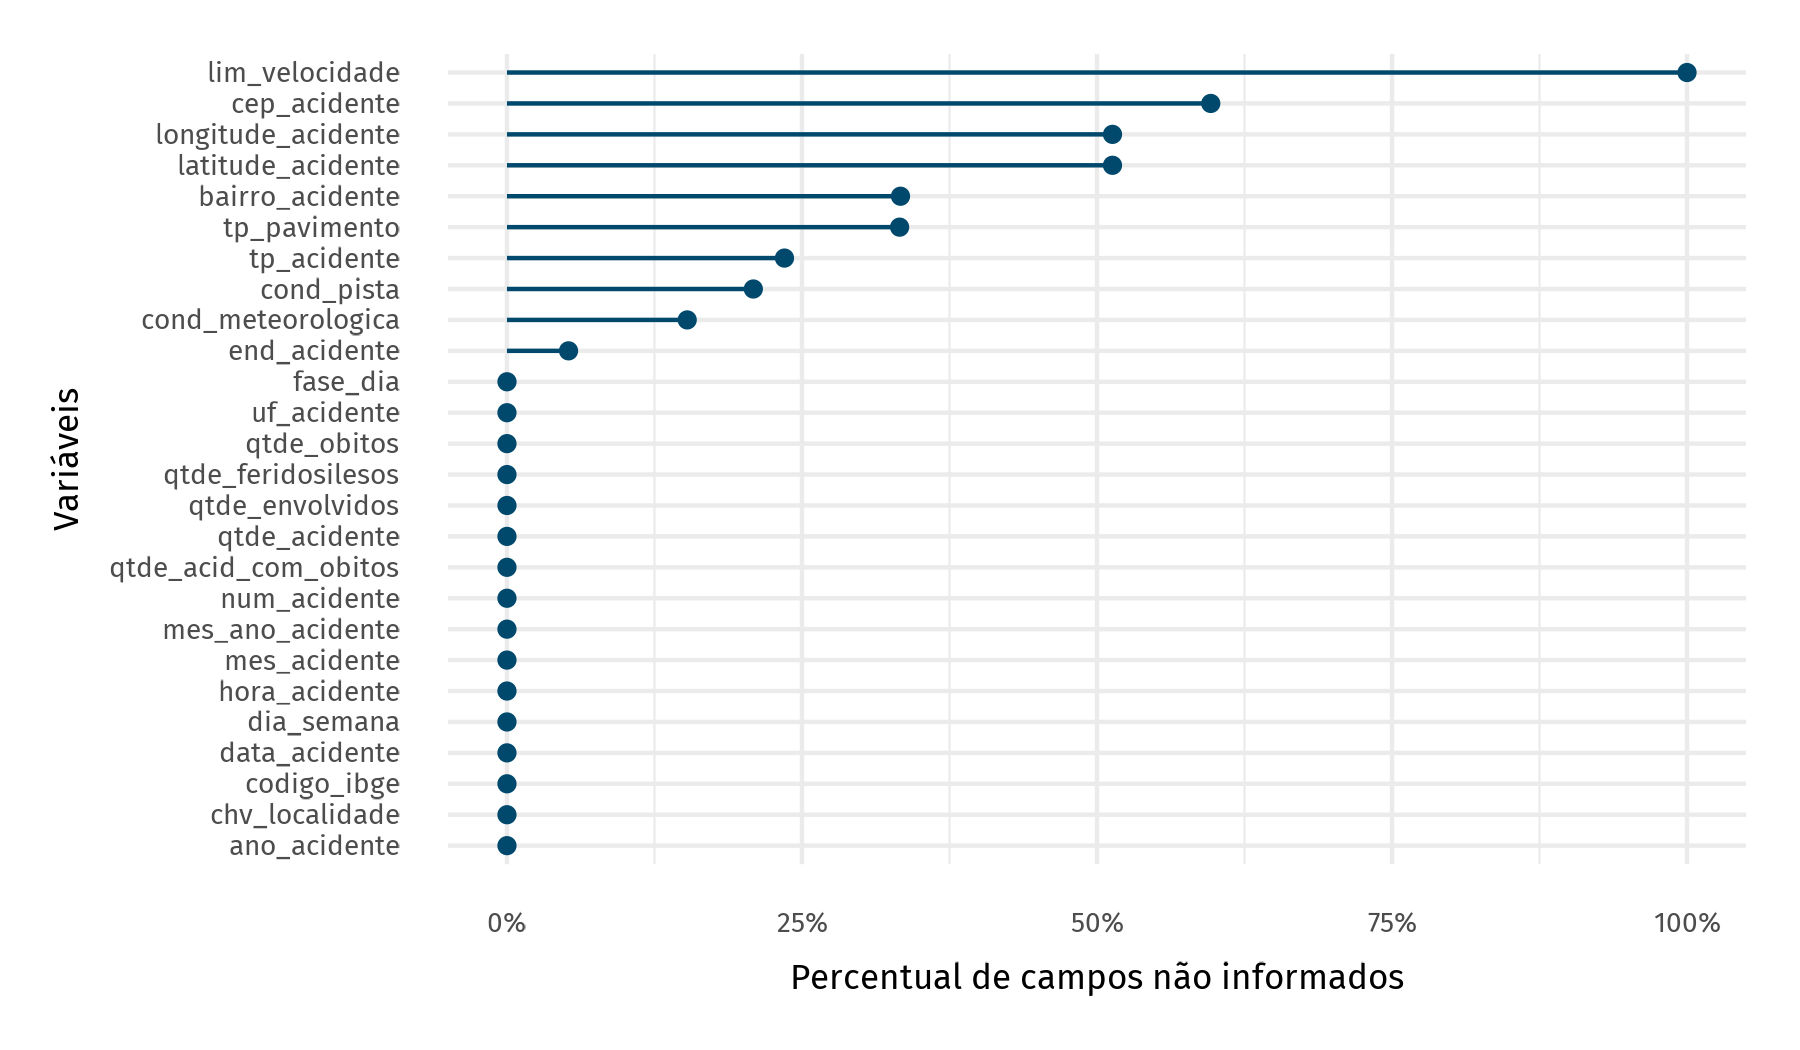 lim_velocidade
cep_acidente
longitude_acidente
latitude_acidente
bairro_acidente
tp_pavimento
tp_acidente
cond_pista
cond_meteorologica
end_acidente
fase_dia
uf_acidente
qtde_obitos
qtde_feridosilesos
qtde_envolvidos
qtde_acidente
qtde_acid_com_obitos
num_acidente
mes_ano_acidente
mes_acidente
hora_acidente
dia_semana
data_acidente
codigo_ibge
chv_localidade
ano_acidente
Variáveis
0% 25% 50% 75% 100%
Percentual de campos não informados